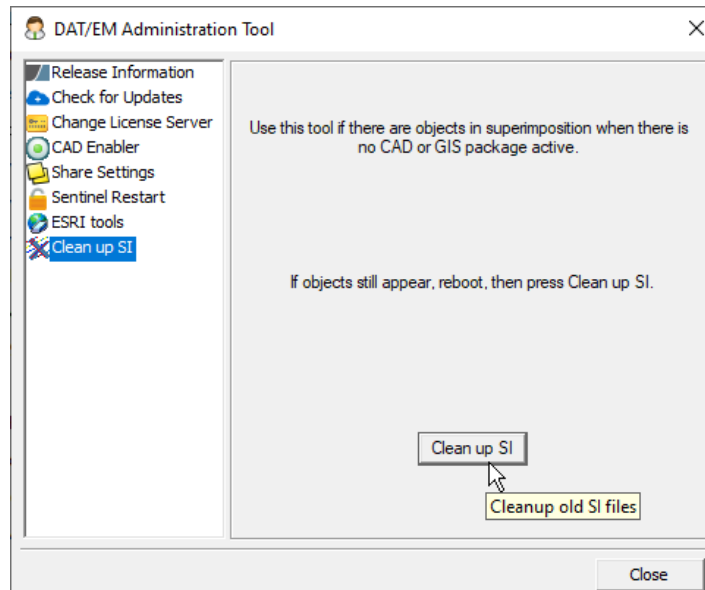 DAT/EM Administration Tool
Release Information
Check for Updates
Change License Server
CAD Enabler
Share Settings
Sentinel Restart
ESRI tools
Clean up SI
Use this tool if there are objects in superimposition when there is
no CAD or GIS package active.
If objects still appear, reboot, then press Clean up SI.
Clean up SI
Cleanup old SI files
Close